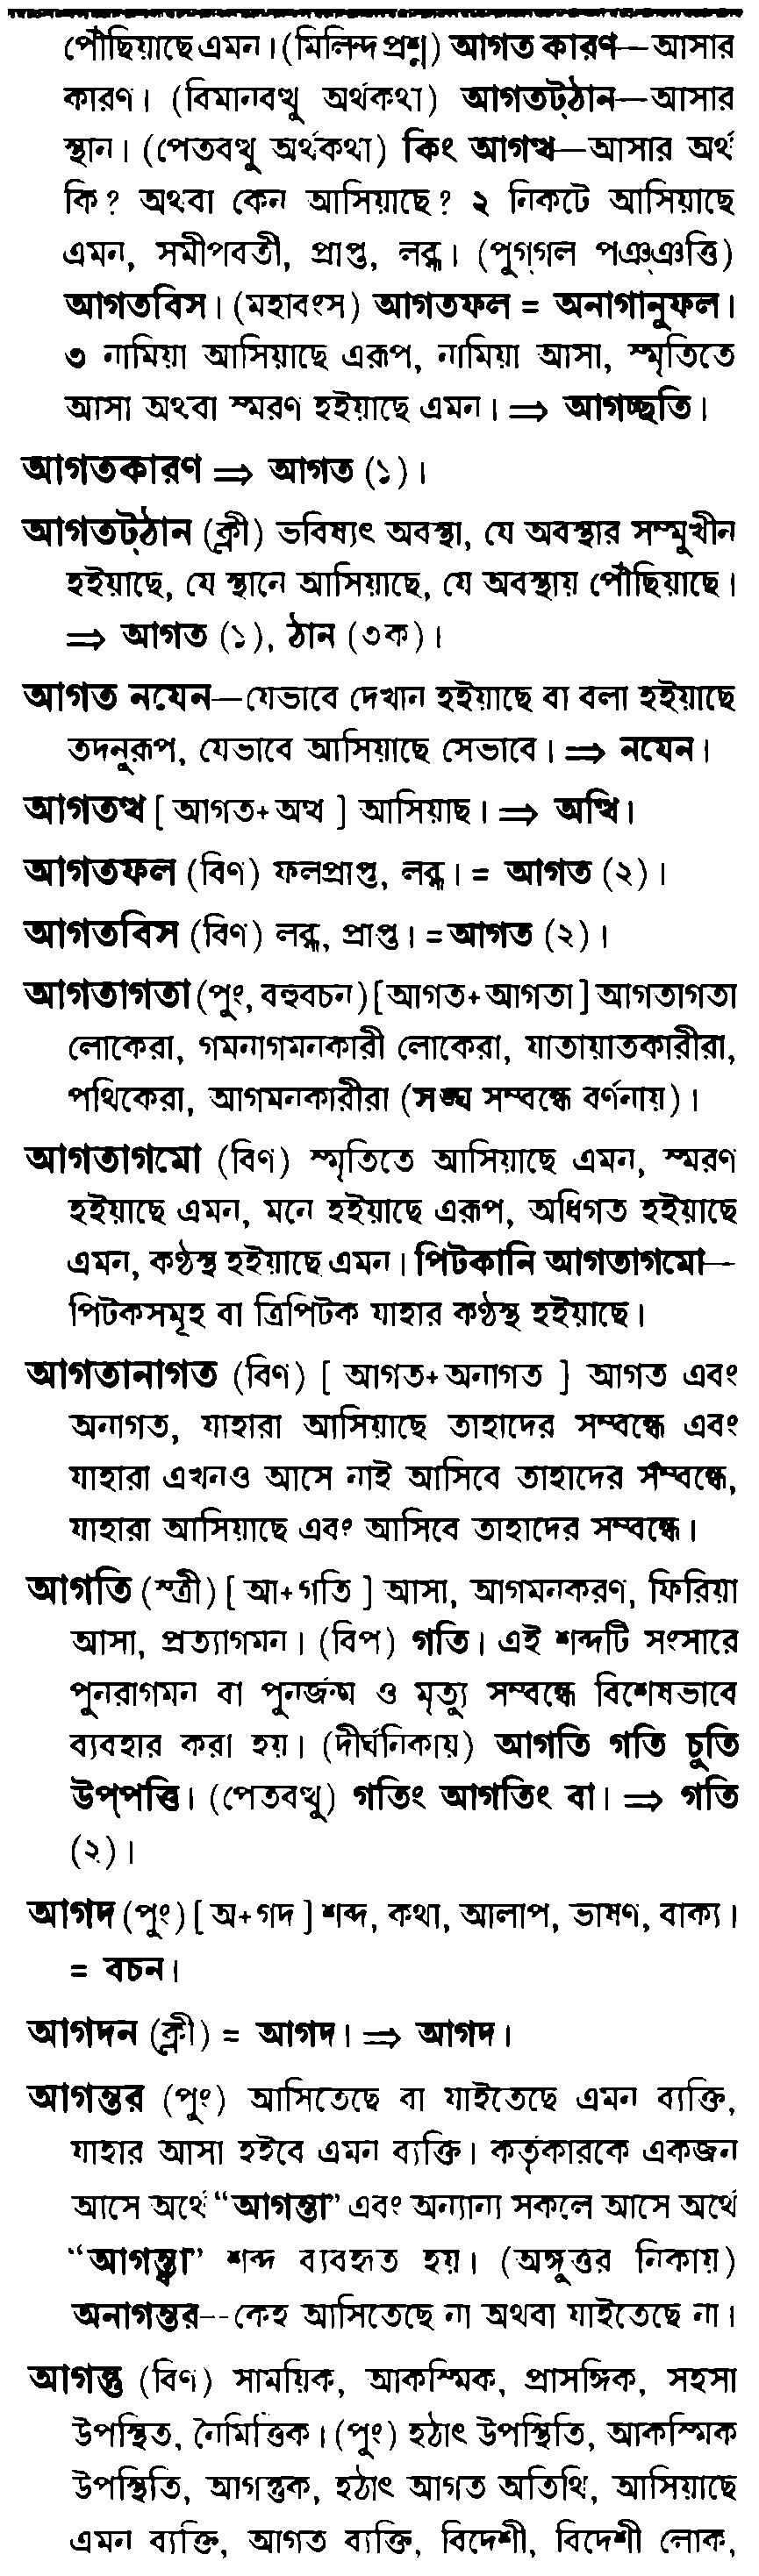 পৌঁছিয়াছে এমন। (মিলিন্দ প্রশ্ন) আগত কারণ—আসার
কারণ। (বিমানবত্থু অর্থকথা) আগতট্ঠান—আসার
স্থান। (পেতবত্থু অর্থকথা) কিং আগত্থ—আসার অর্থ
কি? অথবা কেন আসিয়াছে? ২ নিকটে আসিয়াছে
এমন, সমীপবর্তী, প্রাপ্ত, লব্ধ। (পুগ্গল পঞ্ঞত্তি)
আগতবিস। (মহাবংস) আগতফল = অনাগানুফল।
৩ নামিয়া আসিয়াছে এরূপ, নামিয়া আসা, স্মৃতিতে
আসা অথবা স্মরণ হইয়াছে এমন। ⇒ আগচ্ছতি।
আগতকারণ ⇒ আগত (১)।
আগতট্ঠান (ক্লী) ভবিষ্যৎ অবস্থা, যে অবস্থার সম্মুখীন
হইয়াছে, যে স্থানে আসিয়াছে, যে অবস্থায় পৌঁছিয়াছে।
⇒ আগত (১), ঠান (৩ক)।
আগত নযেন—যেভাবে দেখান হইয়াছে বা বলা হইয়াছে
তদনুরূপ, যেভাবে আসিয়াছে সেভাবে। ⇒ নযেন।
আগতত্থ [ আগত+অত্থ ] আসিয়াছ। ⇒ অত্থি।
আগতফল (বিণ) ফলপ্রাপ্ত, লব্ধ। = আগত (২)।
আগতবিস (বিণ) লব্ধ, প্রাপ্ত। =আগত (২)।
আগতাগতা (পুং, বহুবচন) [আগত+আগতা] আগতাগতা
লোকেরা, গমনাগমনকারী লোকেরা, যাতায়াতকারীরা,
পথিকেরা, আগমনকারীরা (সঙ্ঘ সম্বন্ধে বর্ণনায়)।
আগতাগমো (বিণ) স্মৃতিতে আসিয়াছে এমন, স্মরণ
হইয়াছে এমন, মনে হইয়াছে এরূপ, অধিগত হইয়াছে
এমন, কণ্ঠস্থ হইয়াছে এমন। পিটকানি আগতাগমো—
পিটকসমূহ বা ত্রিপিটক যাহার কণ্ঠস্থ হইয়াছে।
আগতানাগত (বিণ) [ আগত+অনাগত ] আগত এবং
অনাগত, যাহারা আসিয়াছে তাহাদের সম্বন্ধে এবং
যাহারা এখনও আসে নাই আসিবে তাহাদের সম্বন্ধে,
যাহারা আসিয়াছে এবং আসিবে তাহাদের সম্বন্ধে।
আগতি (স্ত্রী) [ আ+গতি ] আসা, আগমনকরণ, ফিরিয়া
আসা, প্রত্যাগমন। (বিপ) গতি। এই শব্দটি সংসারে
পুনরাগমন বা পুনর্জন্ম ও মৃত্যু সম্বন্ধে বিশেষভাবে
ব্যবহার করা হয়। (দীর্ঘনিকায়) আগতি গতি চুতি
উপ্পত্তি। (পেতবত্থু) গতিং আগতিং বা। ⇒ গতি
(২)।
আগদ (পুং) [ অ+গদ ] শব্দ, কথা, আলাপ, ভাষণ, বাক্য।
= বচন।
আগদন (ক্লী) = আগদ। ⇒ আগদ।
আগন্তর (পুং) আসিতেছে বা যাইতেছে এমন ব্যক্তি,
যাহার আসা হইবে এমন ব্যক্তি। কর্তৃকারকে একজন
আসে অর্থে "আগন্তা" এবং অন্যান্য সকলে আসে অর্থে
"আগন্ত্বা" শব্দ ব্যবহৃত হয়। (অঙ্গুত্তর নিকায়)
অনাগন্তর--কেহ আসিতেছে না অথবা যাইতেছে না।
আগন্তু (বিণ) সাময়িক, আকস্মিক, প্রাসঙ্গিক, সহসা
উপস্থিত, নৈমিত্তিক। (পুং) হঠাৎ উপস্থিতি, আকস্মিক
উপস্থিতি, আগন্তুক, হঠাৎ আগত অতিথি, আসিয়াছে
এমন ব্যক্তি, আগত ব্যক্তি, বিদেশী, বিদেশী লোক,